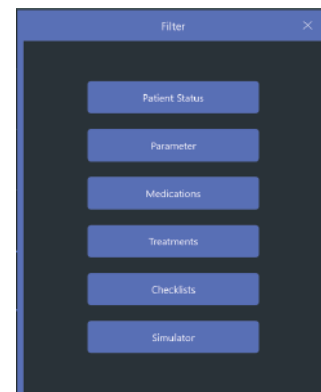 Filter
Patient Status
Parameter
Medications
Treatments
Checklists
Simulator